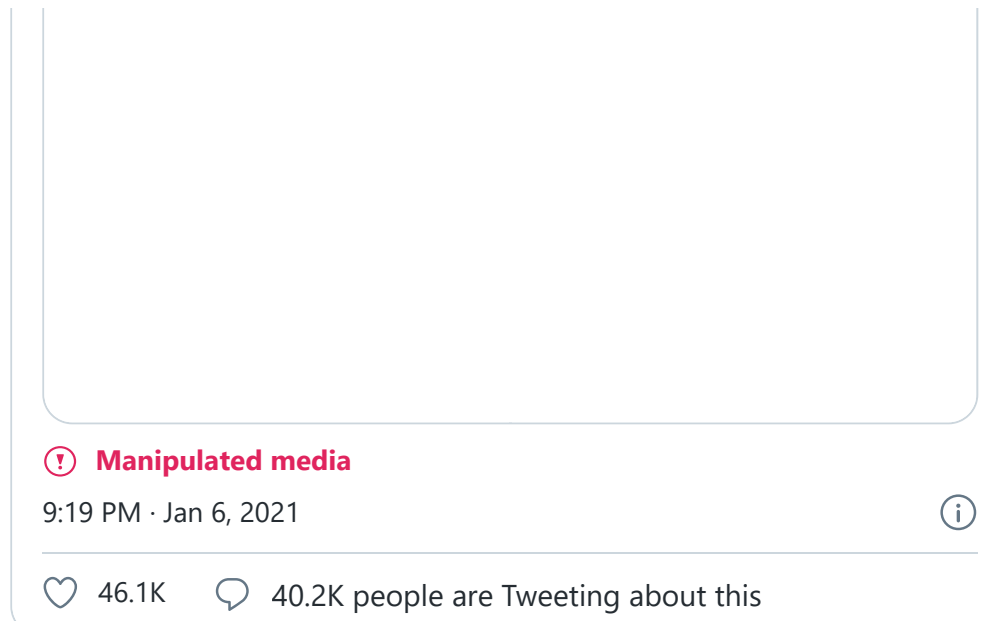 Manipulated media
9:19 PM · Jan 6, 2021
46.1K 40.2K people are Tweeting about this